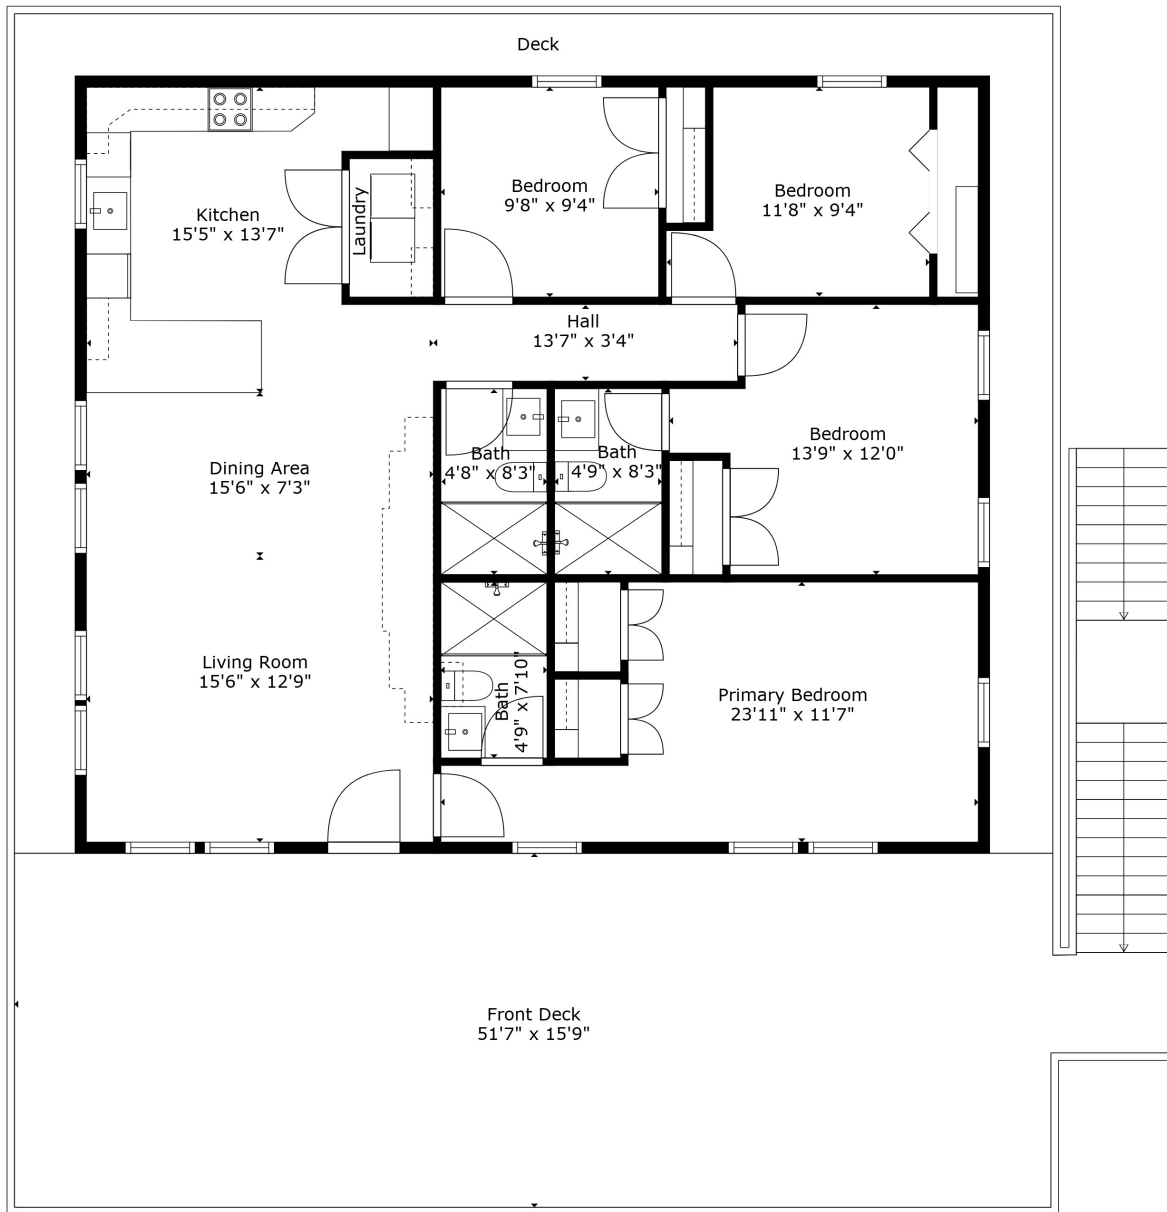 Deck
Kitchen
15'5" x 13'7"
Laundry
Bedroom
9'8" x 9'4"
Bedroom
11'8" x 9'4"
Hall
13'7" x 3'4"
Dining Area
15'6" x 7'3"
Bath
4'8" x 8'3"
Bath
4'9" x 8'3"
Bedroom
13'9" x 12'0"
Living Room
15'6" x 12'9"
Bath
4'9" x 7'10"
Primary Bedroom
23'11" x 11'7"
Front Deck
51'7" x 15'9"